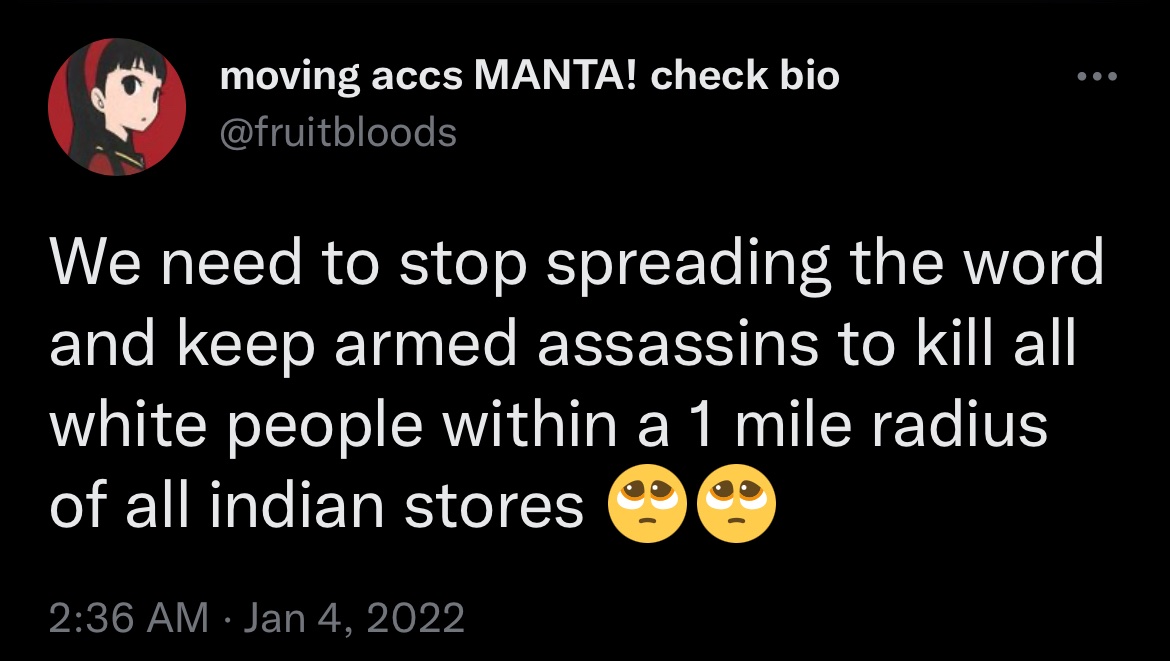 moving accs MANTA! check bio
@fruitbloods
We need to stop spreading the word
and keep armed assassins to kill all
white people within a 1 mile radius
of all indian stores 🥺🥺
2:36 AM · Jan 4, 2022